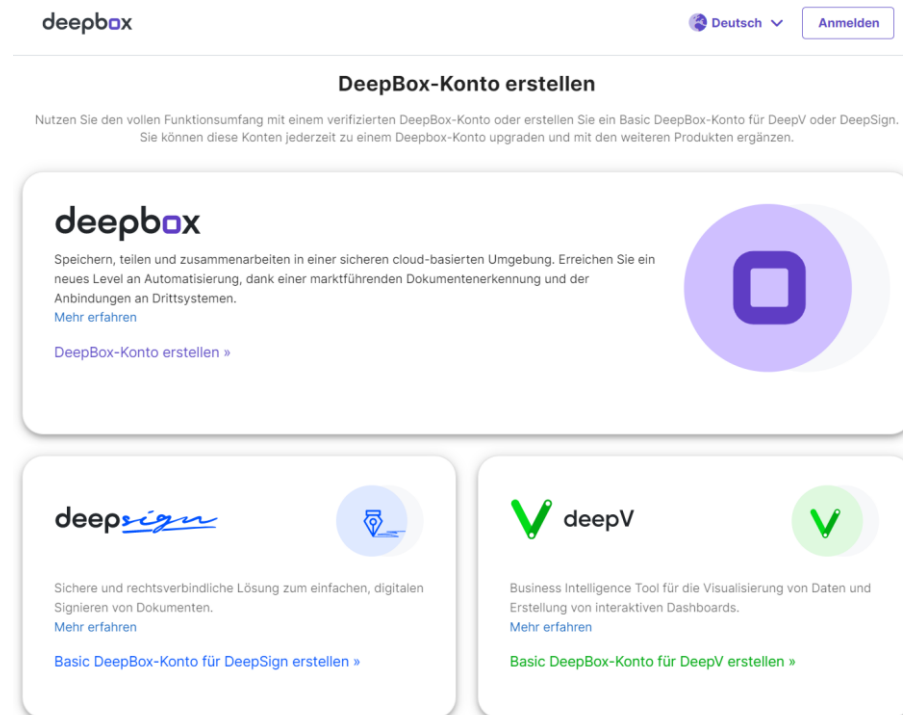 deepbox
Deutsch
Anmelden
DeepBox-Konto erstellen
Nutzen Sie den vollen Funktionsumfang mit einem verifizierten DeepBox-Konto oder erstellen Sie ein Basic DeepBox-Konto für DeepV oder DeepSign.
Sie können diese Konten jederzeit zu einem Deepbox-Konto upgraden und mit den weiteren Produkten ergänzen.
deepbox
Speichern, teilen und zusammenarbeiten in einer sicheren cloud-basierten Umgebung. Erreichen Sie ein
neues Level an Automatisierung, dank einer marktführenden Dokumentenerkennung und der
Anbindungen an Drittsystemen.
Mehr erfahren
DeepBox-Konto erstellen »
deepsign
Sichere und rechtsverbindliche Lösung zum einfachen, digitalen
Signieren von Dokumenten.
Mehr erfahren
Basic DeepBox-Konto für DeepSign erstellen »
deepV
Business Intelligence Tool für die Visualisierung von Daten und
Erstellung von interaktiven Dashboards.
Mehr erfahren
Basic DeepBox-Konto für DeepV erstellen »